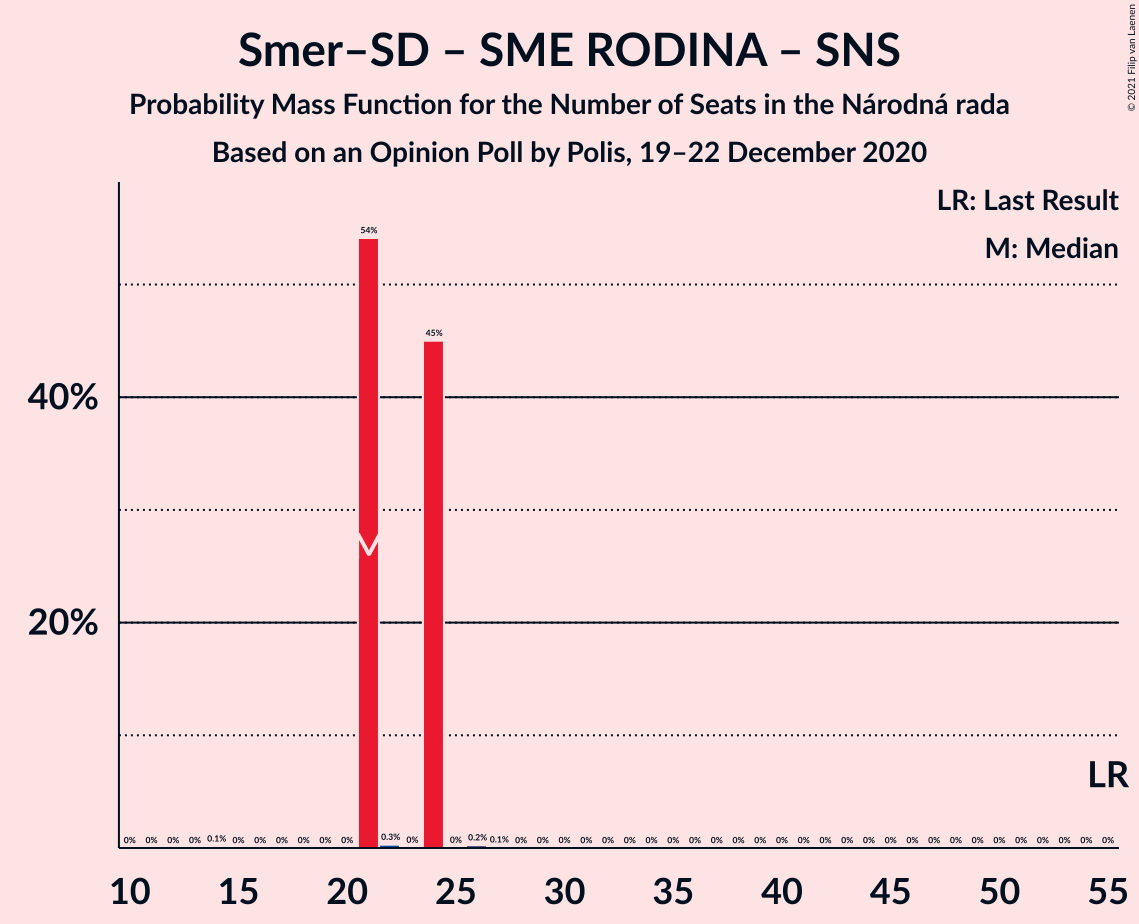 Smer–SD – SME RODINA – SNS
Probability Mass Function for the Number of Seats in the Národná rada
Based on an Opinion Poll by Polis, 19–22 December 2020
© 2021 Filip van Laenen
LR: Last Result
M: Median
54%
45%
40%
20%
LR
0% 0% 0% 0% 0.1% 0% 0% 0% 0% 0% 0% 0.3% 0% 0% 0.2% 0.1% 0% 0% 0% 0% 0% 0% 0% 0% 0% 0% 0% 0% 0% 0% 0% 0% 0% 0% 0% 0% 0% 0% 0% 0% 0% 0% 0% 0%
10 15 20 25 30 35 40 45 50 55